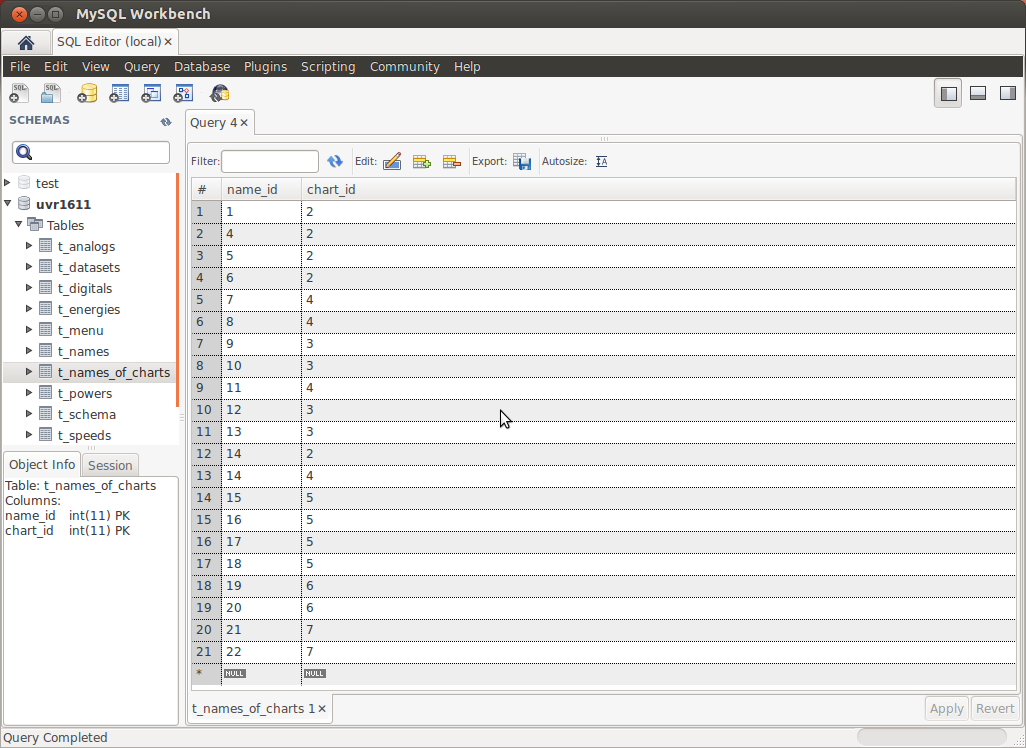 MySQL Workbench
SQL Editor (local)
File Edit View Query Database Plugins Scripting Community Help
SQL SQL
SCHEMAS
Query 4
Filter: Edit: Export: Autosize:
# name_id chart_id
1 1 2
2 4 2
3 5 2
4 6 2
5 7 4
6 8 4
7 9 3
8 10 3
9 11 4
10 12 3
11 13 3
12 14 2
13 14 4
14 15 5
15 16 5
16 17 5
17 18 5
18 19 6
19 20 6
20 21 7
21 22 7
* NULL NULL
test
uvr1611
Tables
t_analogs
t_datasets
t_digitals
t_energies
t_menu
t_names
t_names_of_charts
t_powers
t_schema
t_speeds
Object Info Session
Table: t_names_of_charts
Columns:
name_id int(11) PK
chart_id int(11) PK
t_names_of_charts 1
Apply Revert
Query Completed